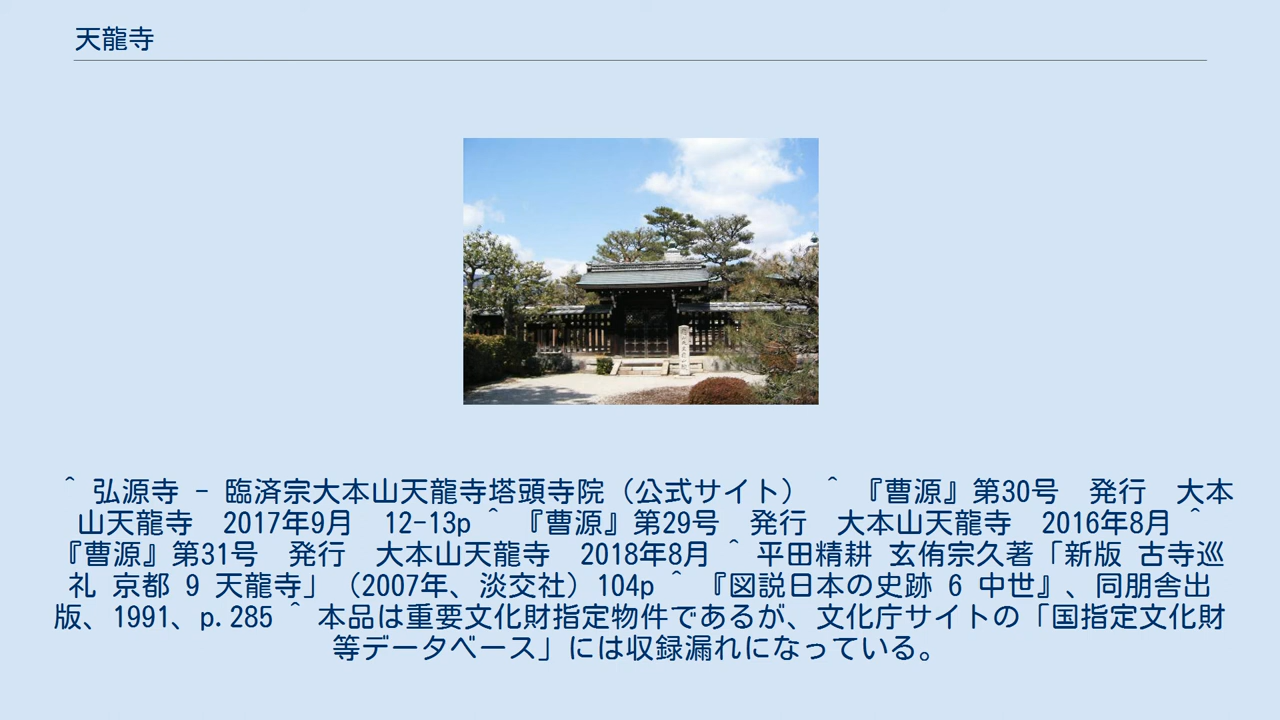 天龍寺
^ 弘源寺 - 臨済宗大本山天龍寺塔頭寺院（公式サイト） ^ 『曹源』第30号　発行　大本
山天龍寺　2017年9月　12-13p ^ 『曹源』第29号　発行　大本山天龍寺　2016年8月 ^
『曹源』第31号　発行　大本山天龍寺　2018年8月 ^ 平田精耕 玄侑宗久著「新版 古寺巡
礼 京都 9 天龍寺」（2007年、淡交社）104p ^ 『図説日本の史跡 6 中世』、同朋舎出
版、1991、p.285 ^ 本品は重要文化財指定物件であるが、文化庁サイトの「国指定文化財
等データベース」には収録漏れになっている。